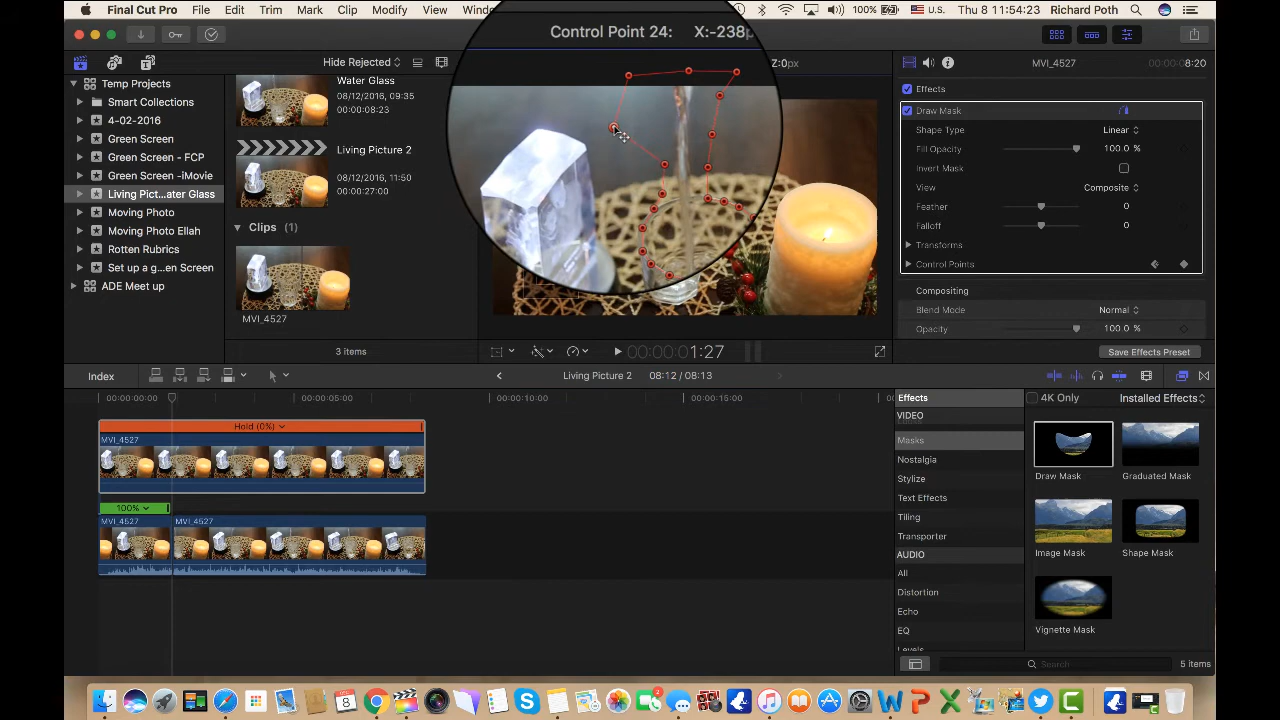 Final Cut Pro File Edit Trim Mark Clip Modify View Window 100% U.S. Thu 8 11:54:23 Richard Poth
Control Point 24: X:-238p Z:0px
Hide Rejected
MVI_4527 8:20
Temp Projects
Smart Collections
4-02-2016
Green Screen
Green Screen - FCP
Green Screen -iMovie
Living Pict...ater Glass
Moving Photo
Moving Photo Ellah
Rotten Rubrics
Set up a g...en Screen
ADE Meet up
Water Glass
08/12/2016, 09:35
00:00:08:23
Living Picture 2
08/12/2016, 11:50
00:00:27:00
Clips (1)
MVI_4527
3 items
1:27
Effects
Draw Mask
Shape Type Linear
Fill Opacity 100.0 %
Invert Mask
View Composite
Feather 0
Falloff 0
Transforms
Control Points
Compositing
Blend Mode Normal
Opacity 100.0 %
Save Effects Preset
Index
Living Picture 2 08:12 / 08:13
00:00:00:00 00:00:05:00 00:00:10:00 00:00:15:00
Hold (0%)
MVI_4527
100%
MVI_4527 MVI_4527
Effects 4K Only Installed Effects
VIDEO
Masks
Nostalgia
Stylize
Text Effects
Tiling
Transporter
AUDIO
All
Distortion
Echo
EQ
Levels
Draw Mask Graduated Mask
Image Mask Shape Mask
Vignette Mask
Search 5 items